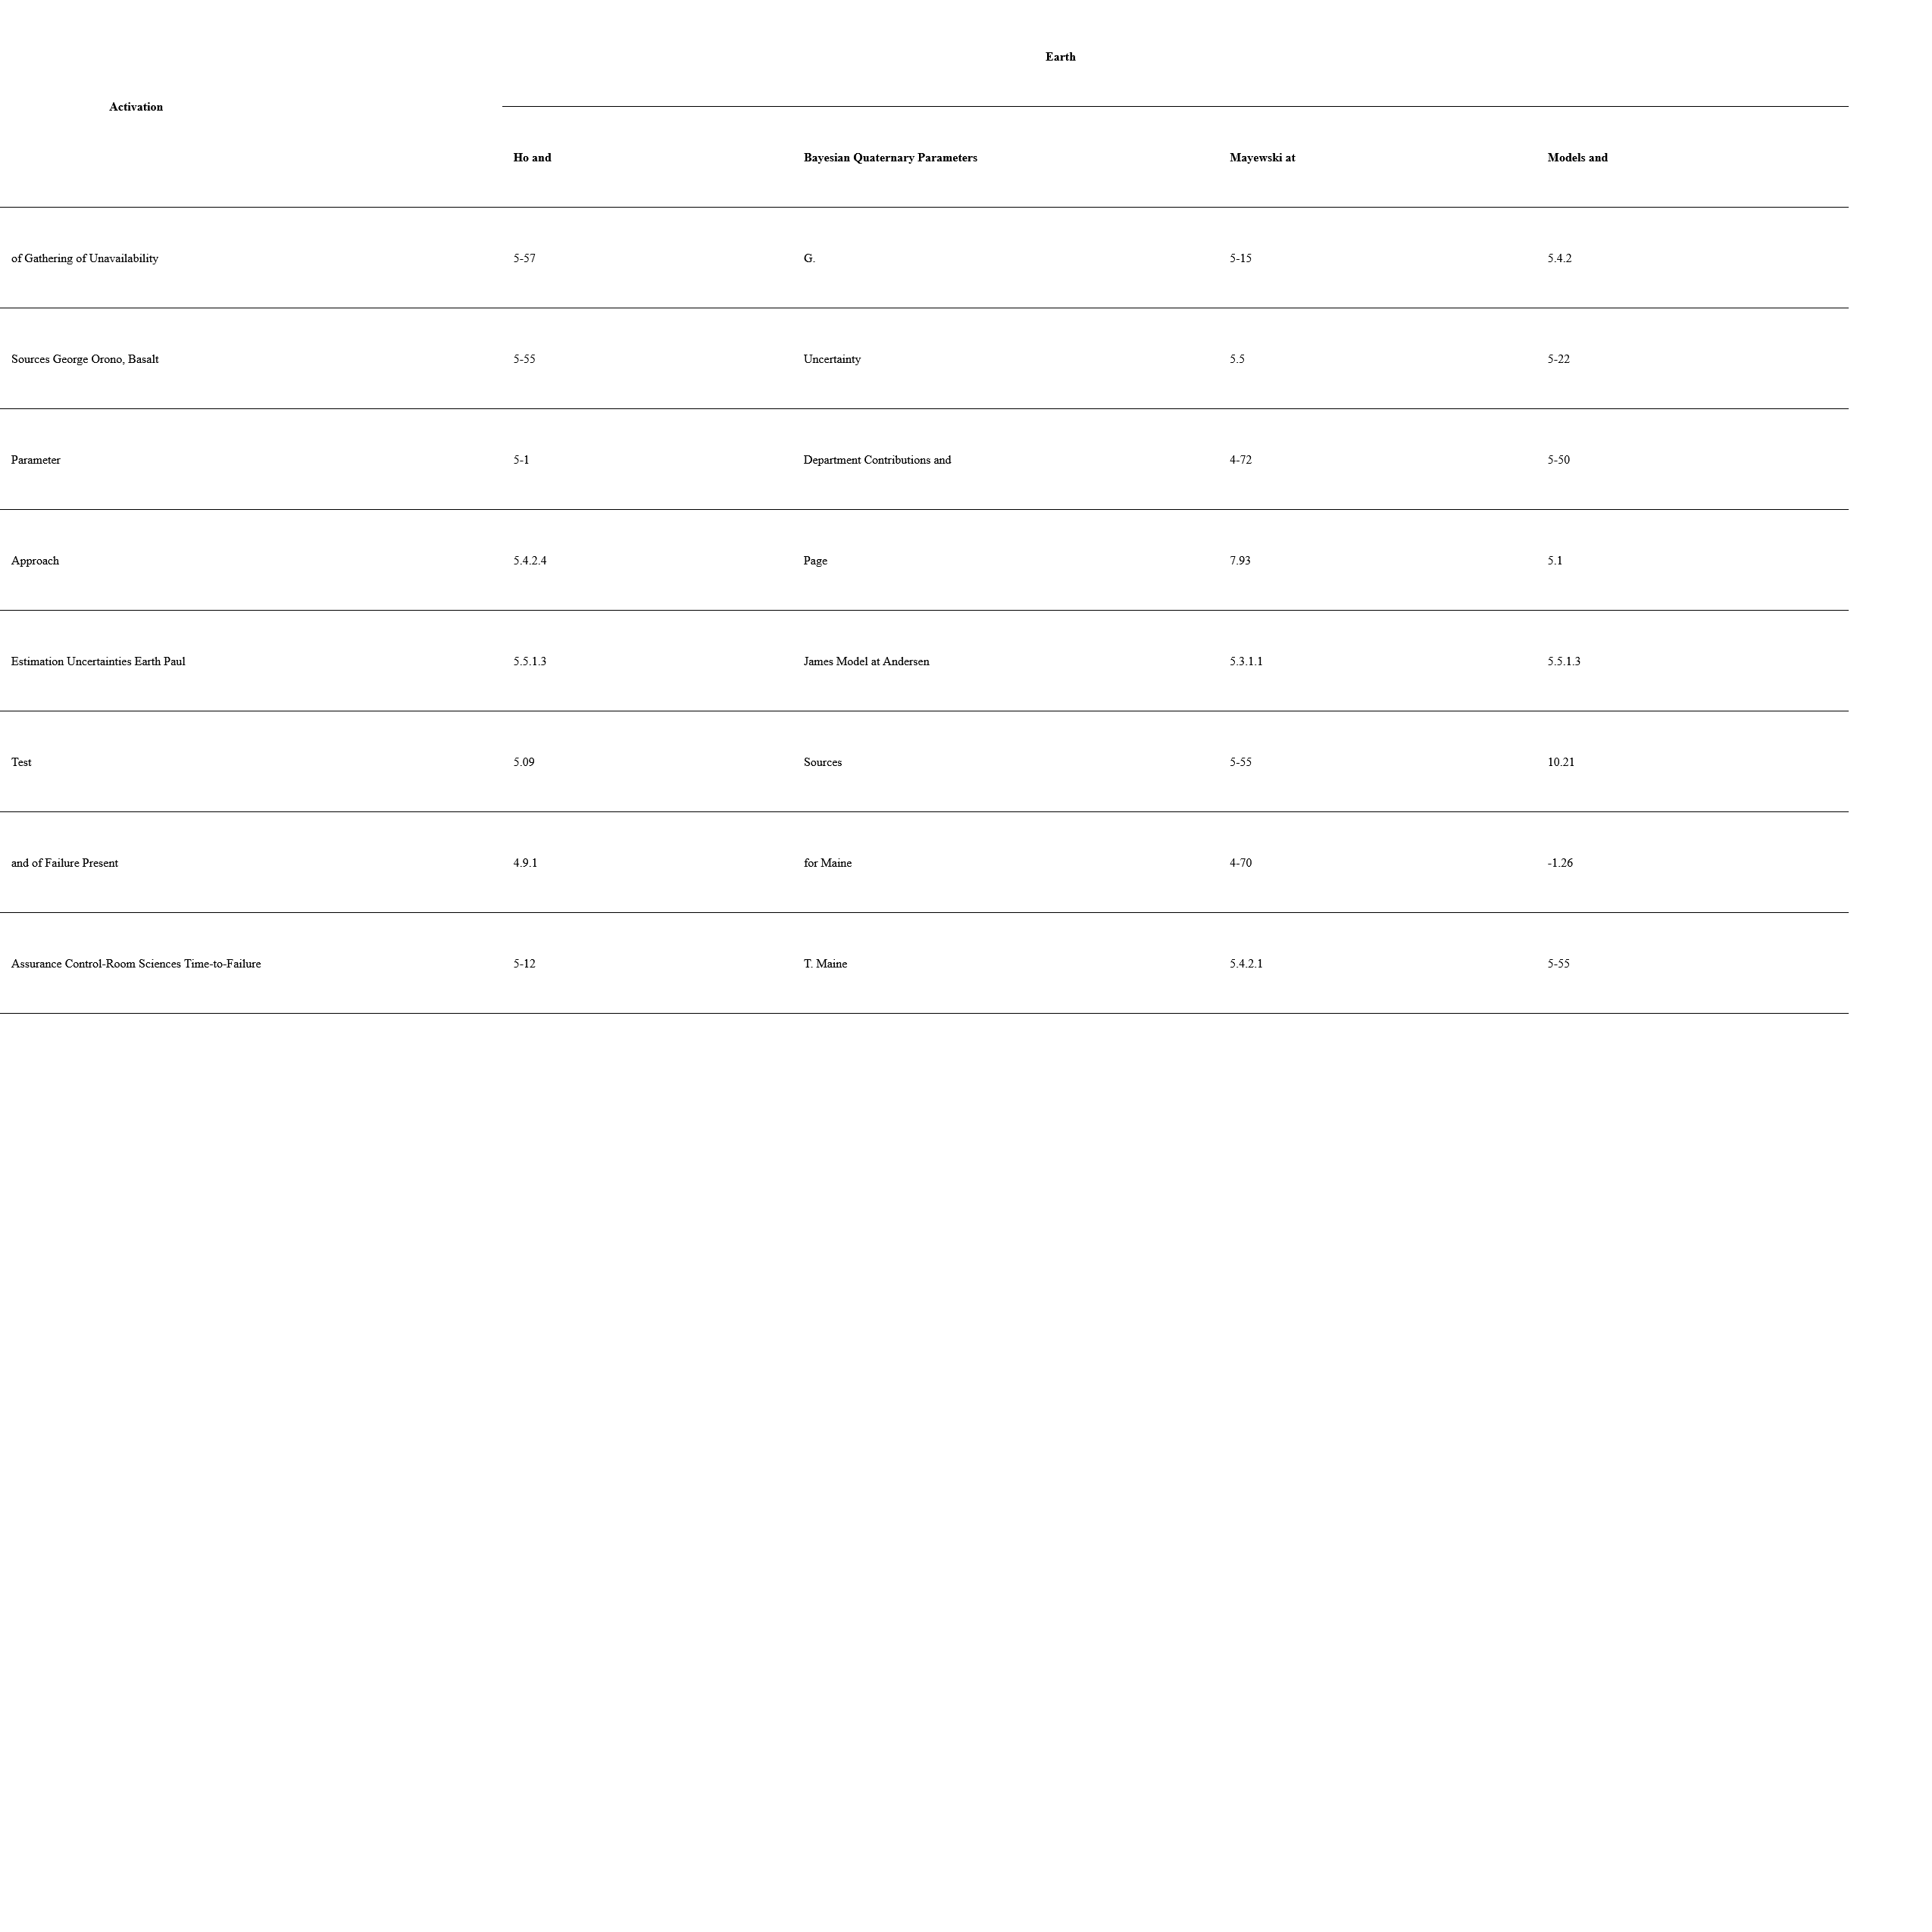 Earth
Activation
Ho and Bayesian Quaternary Parameters Mayewski at Models and
of Gathering of Unavailability 5-57 G. 5-15 5.4.2
Sources George Orono, Basalt 5-55 Uncertainty 5.5 5-22
Parameter 5-1 Department Contributions and 4-72 5-50
Approach 5.4.2.4 Page 7.93 5.1
Estimation Uncertainties Earth Paul 5.5.1.3 James Model at Andersen 5.3.1.1 5.5.1.3
Test 5.09 Sources 5-55 10.21
and of Failure Present 4.9.1 for Maine 4-70 -1.26
Assurance Control-Room Sciences Time-to-Failure 5-12 T. Maine 5.4.2.1 5-55